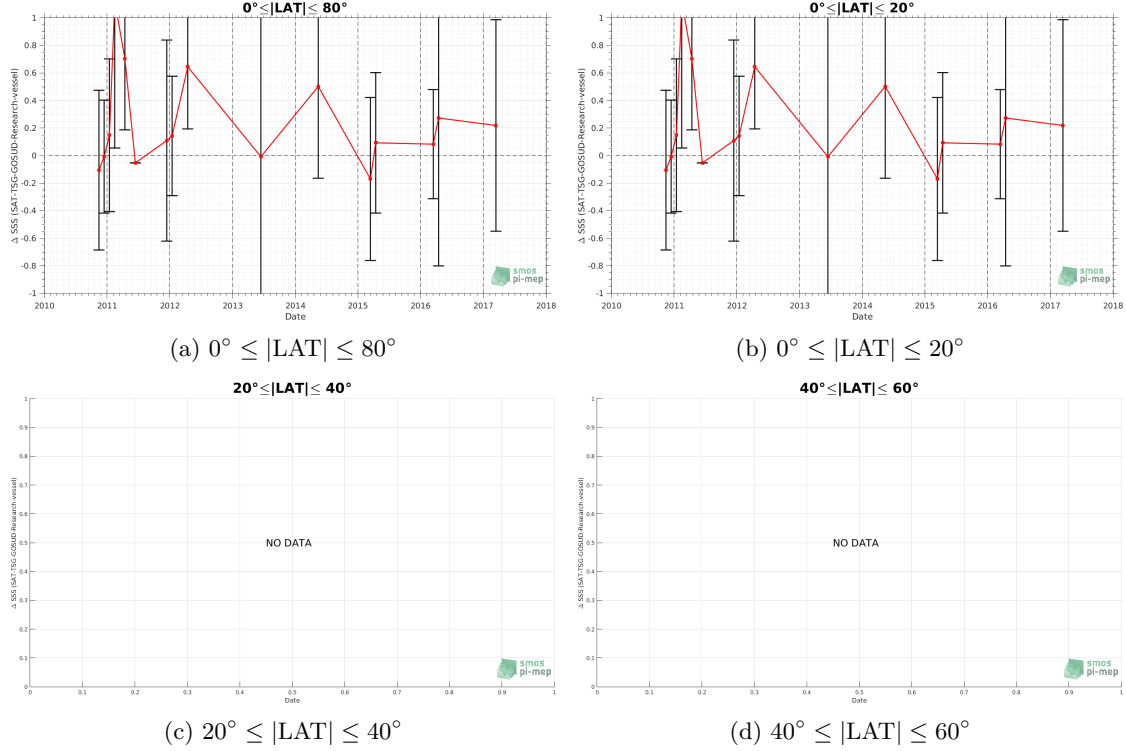 0°≤|LAT|≤ 80°
1
0.8
0.6
0.4
0.2
0
-0.2
-0.4
-0.6
-0.8
-1
Δ SSS (SAT-TSG-GOSUD-Research-vessel)
2010 2011 2012 2013 2014 2015 2016 2017 2018
Date
smos
pi-mep
(a) 0° ≤ |LAT| ≤ 80°
0°≤|LAT|≤ 20°
1
0.8
0.6
0.4
0.2
0
-0.2
-0.4
-0.6
-0.8
-1
Δ SSS (SAT-TSG-GOSUD-Research-vessel)
2010 2011 2012 2013 2014 2015 2016 2017 2018
Date
smos
pi-mep
(b) 0° ≤ |LAT| ≤ 20°
20°≤|LAT|≤ 40°
1
0.9
0.8
0.7
0.6
0.5
0.4
0.3
0.2
0.1
0
Δ SSS (SAT-TSG-GOSUD-Research-vessel)
NO DATA
0 0.1 0.2 0.3 0.4 0.5 0.6 0.7 0.8 0.9 1
Date
smos
pi-mep
(c) 20° ≤ |LAT| ≤ 40°
40°≤|LAT|≤ 60°
1
0.9
0.8
0.7
0.6
0.5
0.4
0.3
0.2
0.1
0
Δ SSS (SAT-TSG-GOSUD-Research-vessel)
NO DATA
0 0.1 0.2 0.3 0.4 0.5 0.6 0.7 0.8 0.9 1
Date
smos
pi-mep
(d) 40° ≤ |LAT| ≤ 60°